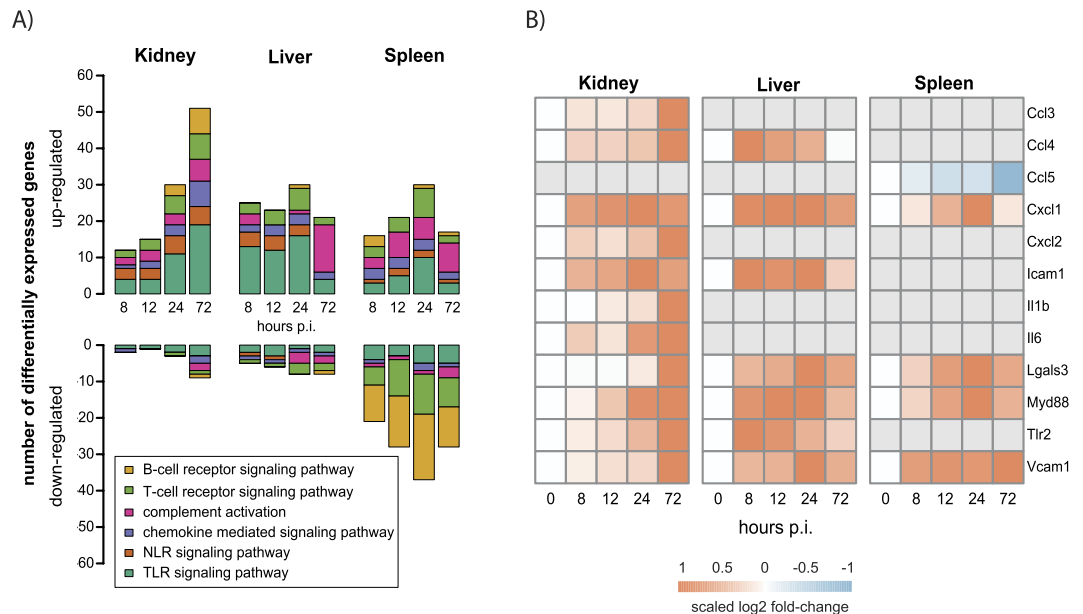 A)
Kidney
Liver
Spleen
number of differentially expressed genes
up-regulated
down-regulated
60
50
40
30
20
10
0
8 12 24 72
8 12 24 72
8 12 24 72
hours p.i.
0
-10
-20
-30
-40
-50
-60
B-cell receptor signaling pathway
T-cell receptor signaling pathway
complement activation
chemokine mediated signaling pathway
NLR signaling pathway
TLR signaling pathway
B)
Kidney
Liver
Spleen
Ccl3
Ccl4
Ccl5
Cxcl1
Cxcl2
Icam1
Il1b
Il6
Lgals3
Myd88
Tlr2
Vcam1
0 8 12 24 72
0 8 12 24 72
0 8 12 24 72
hours p.i.
1 0.5 0 -0.5 -1
scaled log2 fold-change